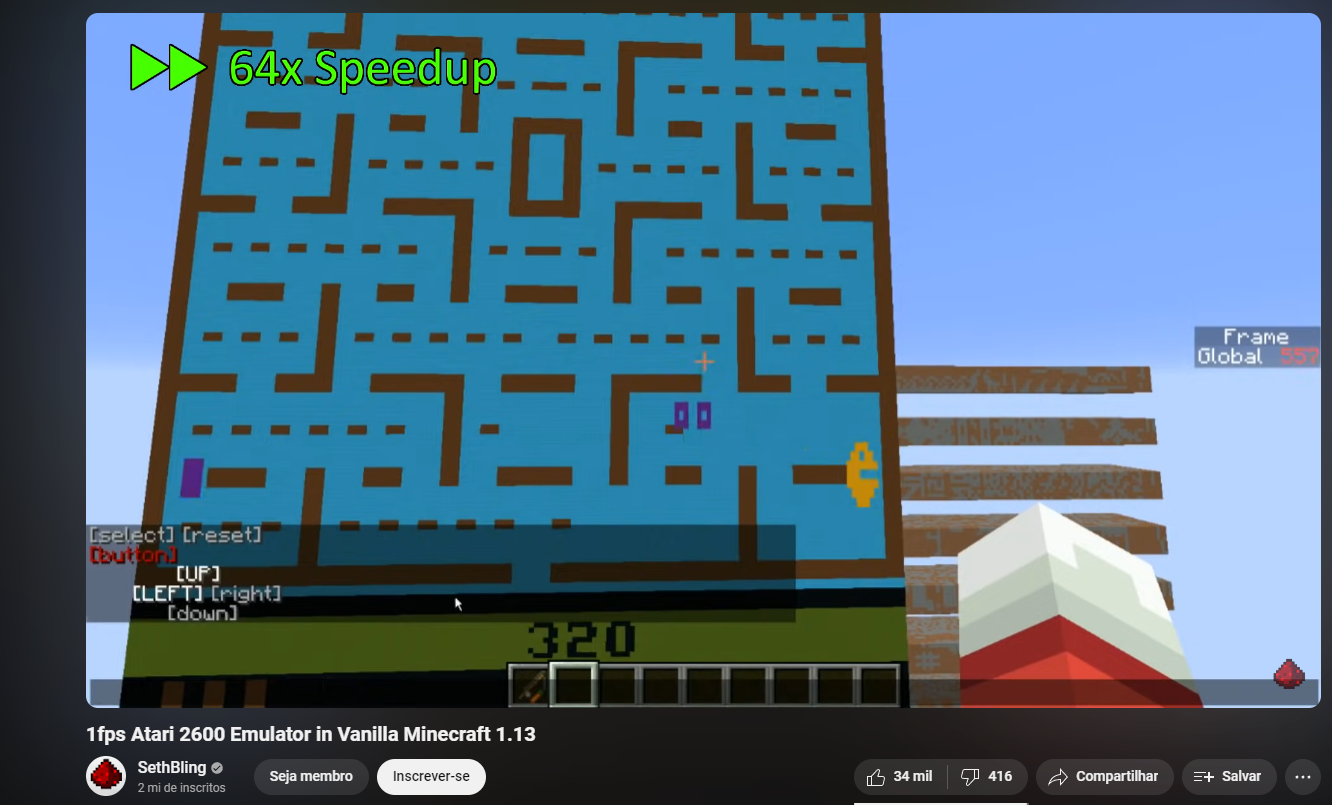 64x Speedup
Frame
Global 557
[select] [reset]
[button]
[UP]
[LEFT] [right]
[down]
320
1fps Atari 2600 Emulator in Vanilla Minecraft 1.13
SethBling
2 mi de inscritos
Seja membro
Inscrever-se
34 mil
416
Compartilhar
Salvar